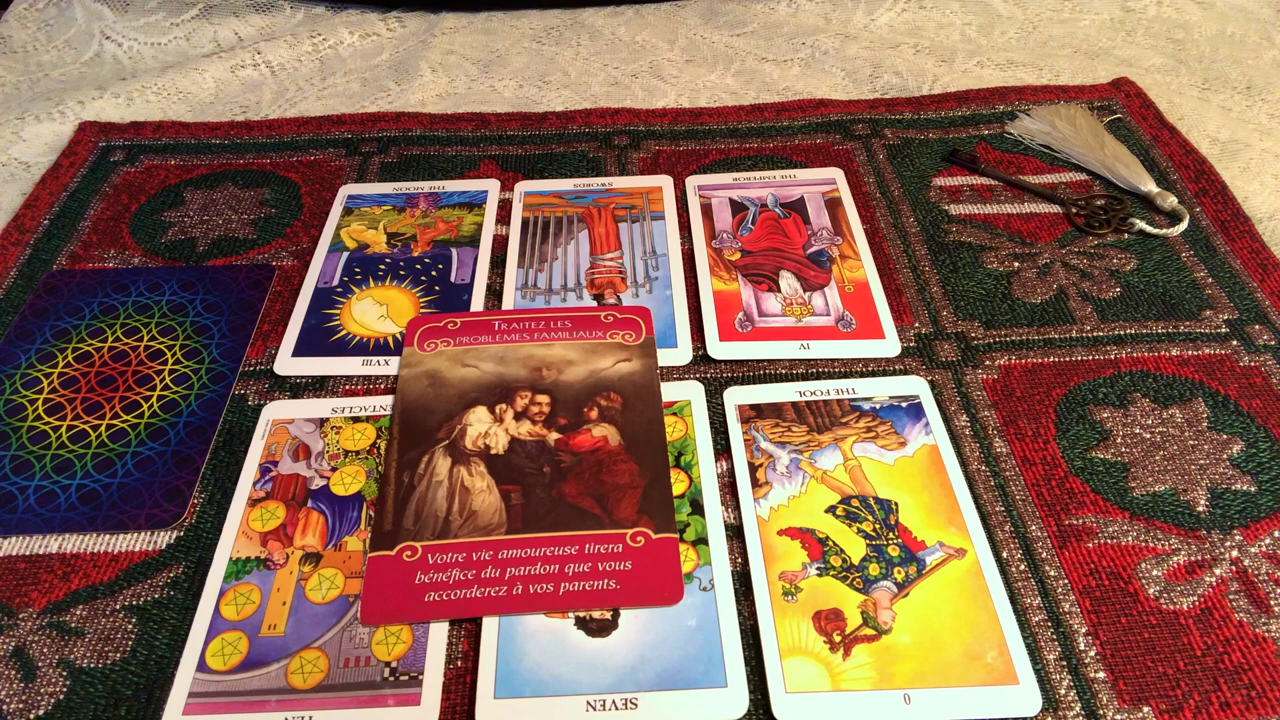 THE MOON
XVIII
SWORDS
THE EMPEROR
IV
TRAITEZ LES
PROBLÈMES FAMILIAUX
Votre vie amoureuse tirera
bénéfice du pardon que vous
accorderez à vos parents.
SEVEN
THE FOOL
0